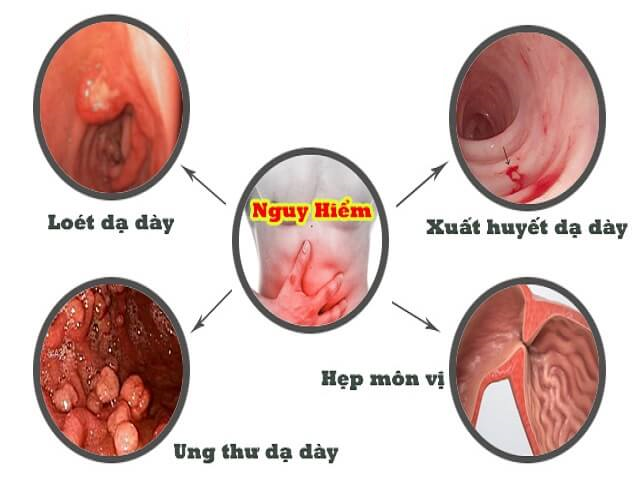 Loét dạ dày
Xuất huyết dạ dày
Nguy Hiểm
Hẹp môn vị
Ung thư dạ dày